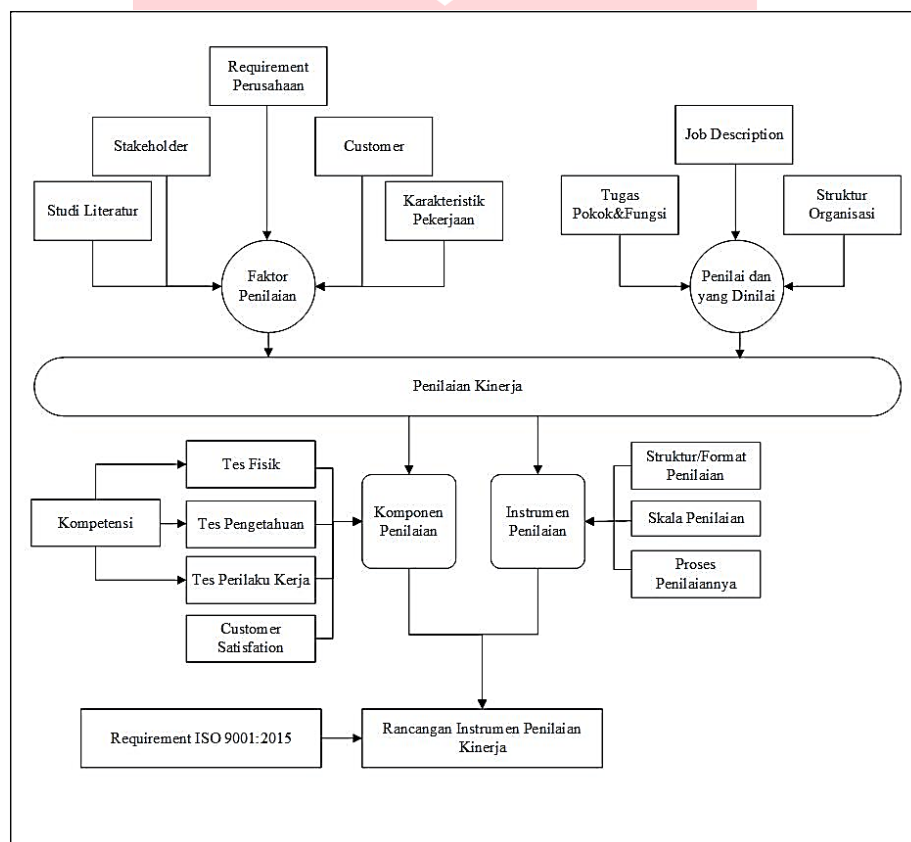 Requirement
Perusahaan
Stakeholder
Customer
Studi Literatur
Karakteristik
Pekerjaan
Faktor
Penilaian
Job Description
Tugas
Pokok&Fungsi
Struktur
Organisasi
Penilai dan
yang Dinilai
Penilaian Kinerja
Kompetensi
Tes Fisik
Tes Pengetahuan
Tes Perilaku Kerja
Customer
Satisfation
Komponen
Penilaian
Instrumen
Penilaian
Struktur/Format
Penilaian
Skala Penilaian
Proses
Penilaiannya
Requirement ISO 9001:2015
Rancangan Instrumen Penilaian
Kinerja